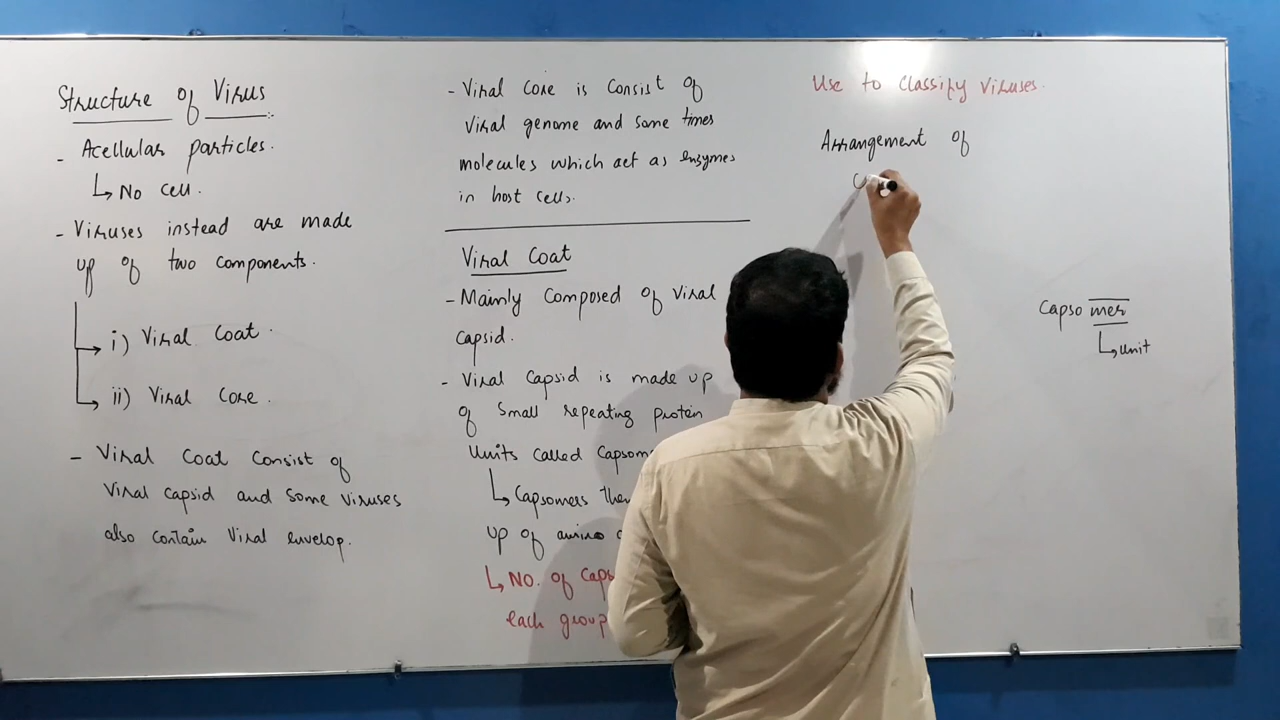 Structure of Virus
- Acellular particles.
↳ No cell.
- Viruses instead are made
up of two components.
i) Viral Coat.
ii) Viral Core.
- Viral Coat Consist of
Viral capsid and some viruses
also contain Viral envelop.
- Viral Core is Consist of
Viral genome and some times
molecules which act as enzymes
in host cells.
Viral Coat
- Mainly Composed of Viral
capsid.
- Viral Capsid is made up
of Small repeating protein
Units called
↳ Capsomers
up of amino
↳ No. of
each group
Use to Classify Viruses.
Arrangement of
Capsomer
↳ unit